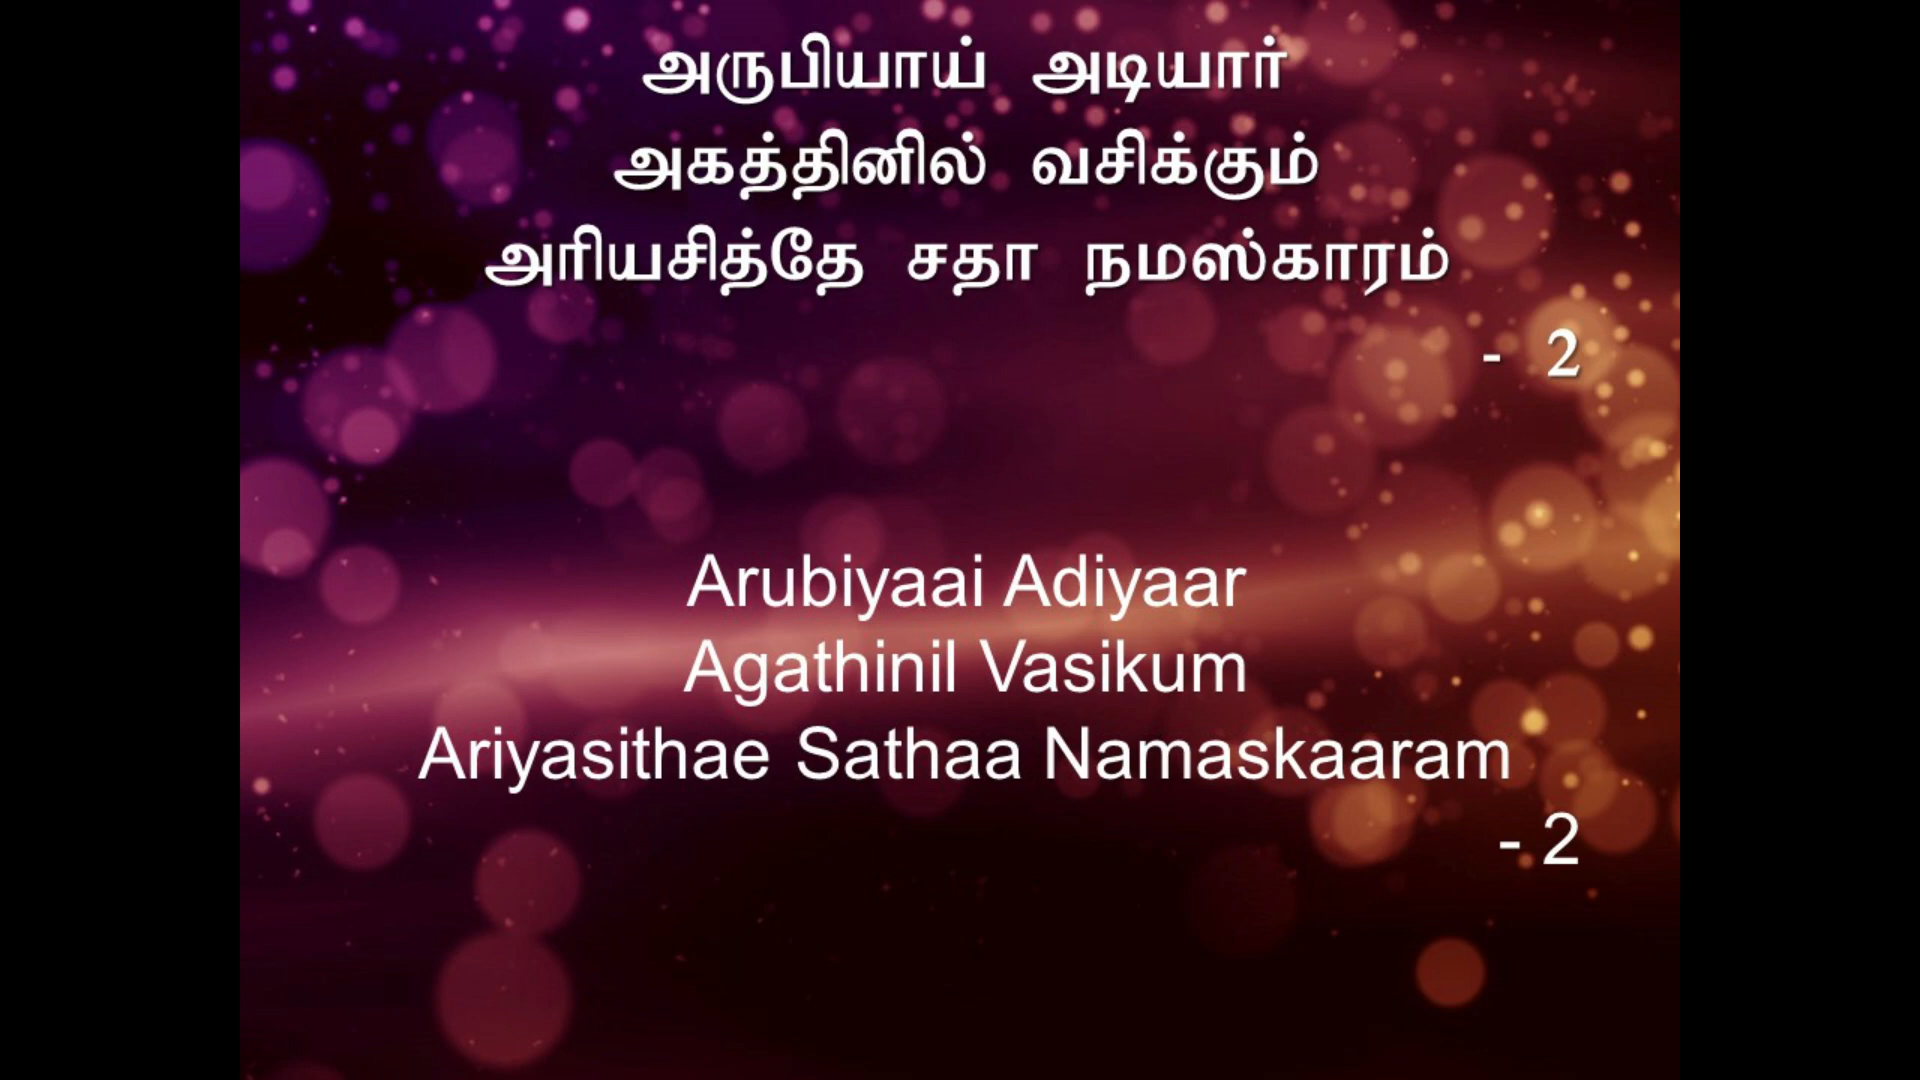 அருபியாய் அடியார்
அகத்தினில் வசிக்கும்
அரியசித்தே சதா நமஸ்காரம்
- 2
Arubiyaai Adiyaar
Agathinil Vasikum
Ariyasithae Sathaa Namaskaaram
- 2